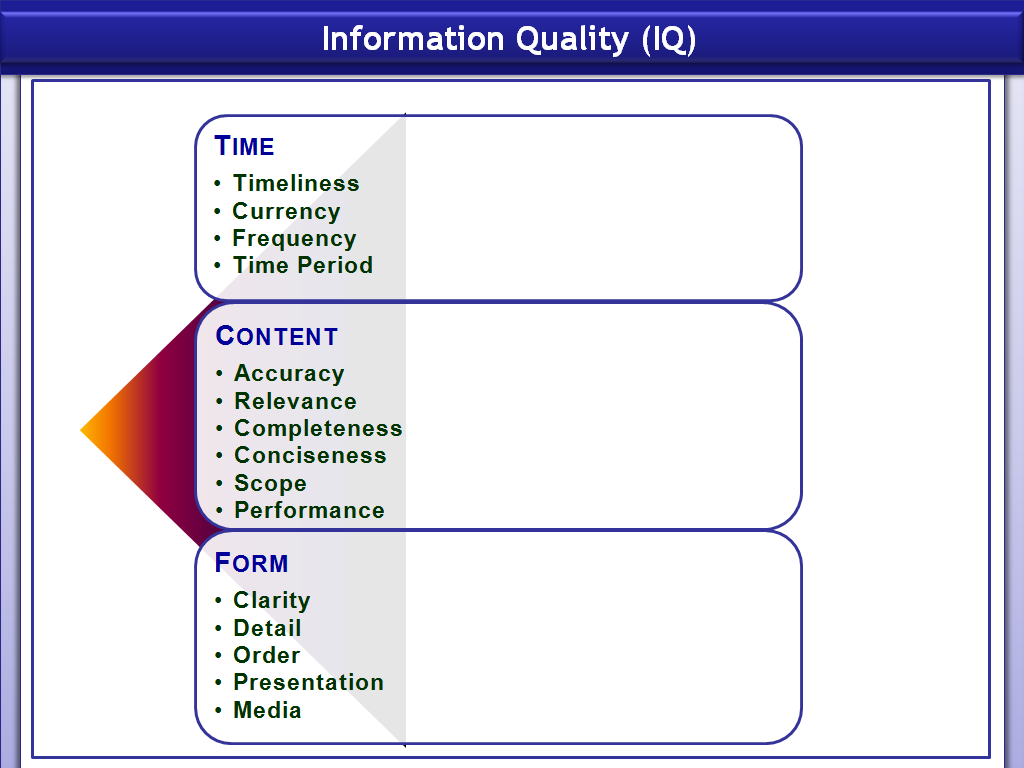 Information Quality (IQ)
TIME
• Timeliness
• Currency
• Frequency
• Time Period
CONTENT
• Accuracy
• Relevance
• Completeness
• Conciseness
• Scope
• Performance
FORM
• Clarity
• Detail
• Order
• Presentation
• Media